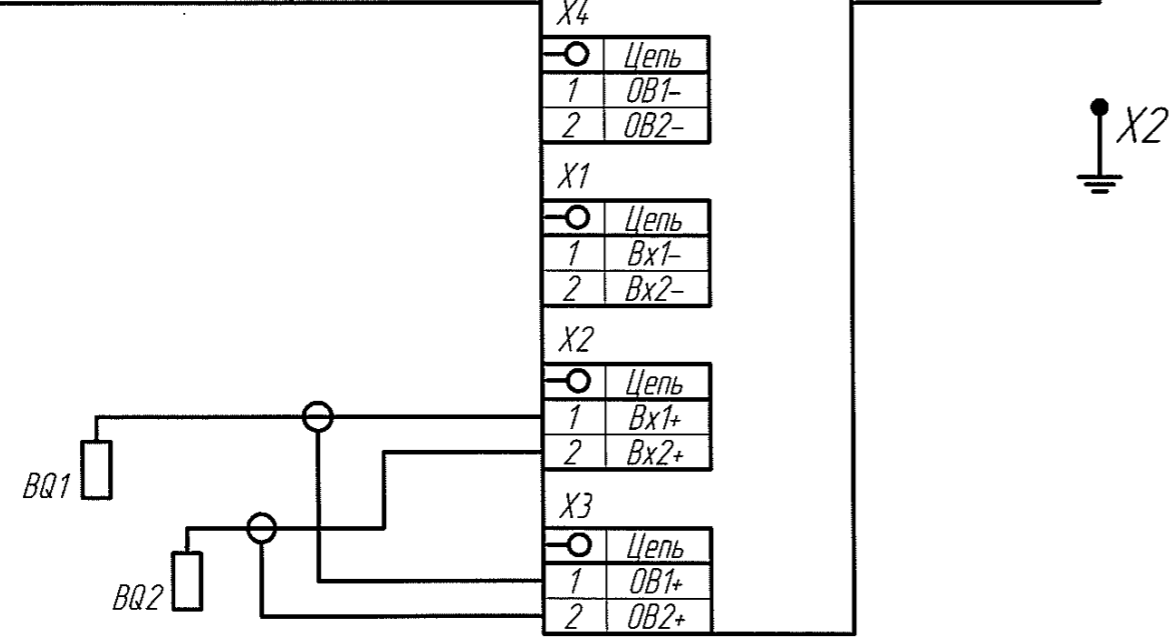 X4
Цепь
1 ОВ1-
2 ОВ2-
X2
X1
Цепь
1 Вх1-
2 Вх2-
X2
Цепь
1 Вх1+
2 Вх2+
BQ1
X3
Цепь
1 ОВ1+
BQ2
2 ОВ2+